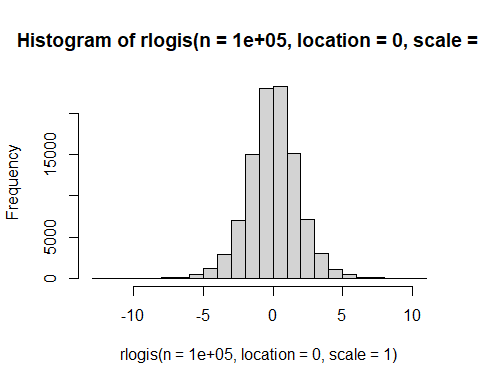 Histogram of rlogis(n = 1e+05, location = 0, scale =
Frequency
15000
5000
0
-10 -5 0 5 10
rlogis(n = 1e+05, location = 0, scale = 1)